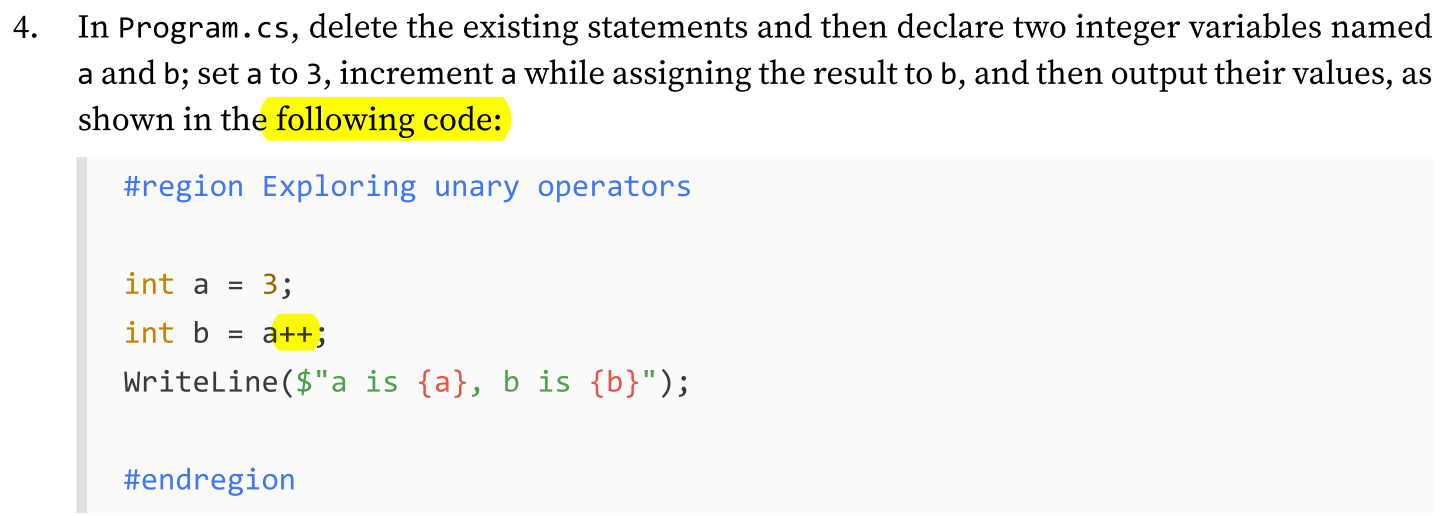 4. In Program.cs, delete the existing statements and then declare two integer variables named
a and b; set a to 3, increment a while assigning the result to b, and then output their values, as
shown in the following code:
#region Exploring unary operators
int a = 3;
int b = a++;
WriteLine($"a is {a}, b is {b}");
#endregion